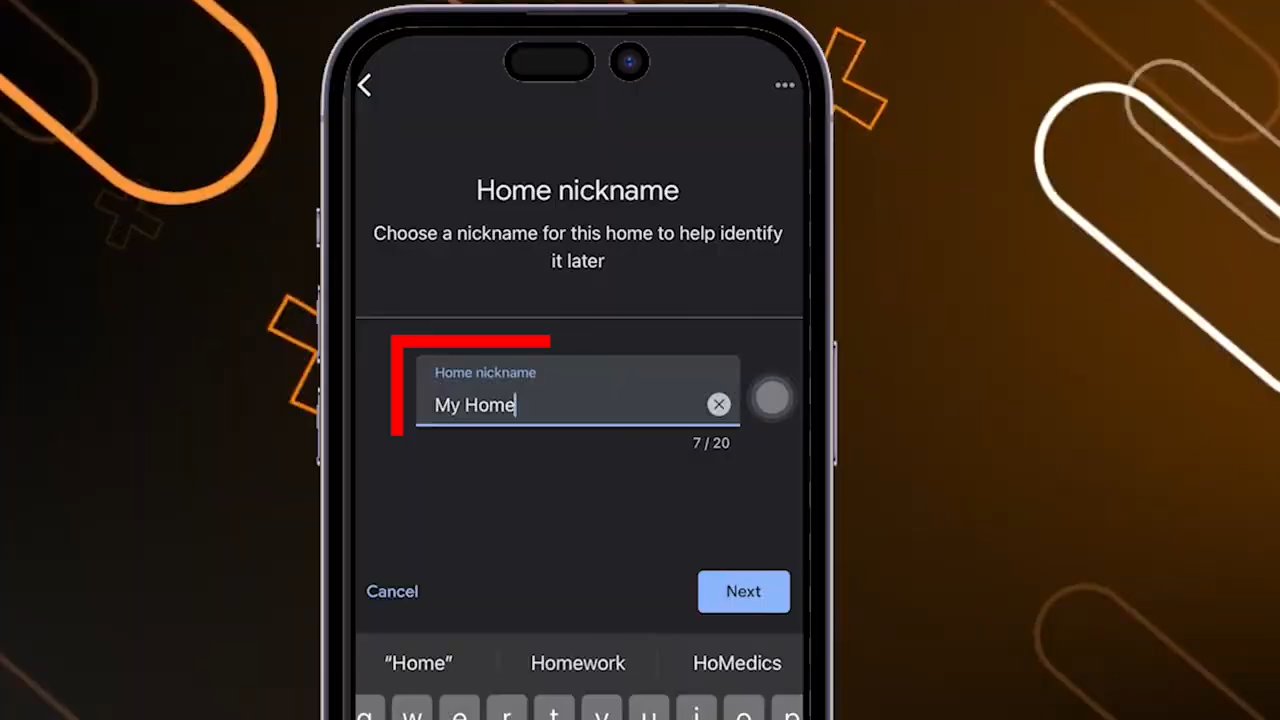 Home nickname
Choose a nickname for this home to help identify
it later
Home nickname
My Home
7 / 20
Cancel
Next
“Home”
Homework
HoMedics
q w e r t y u i o p